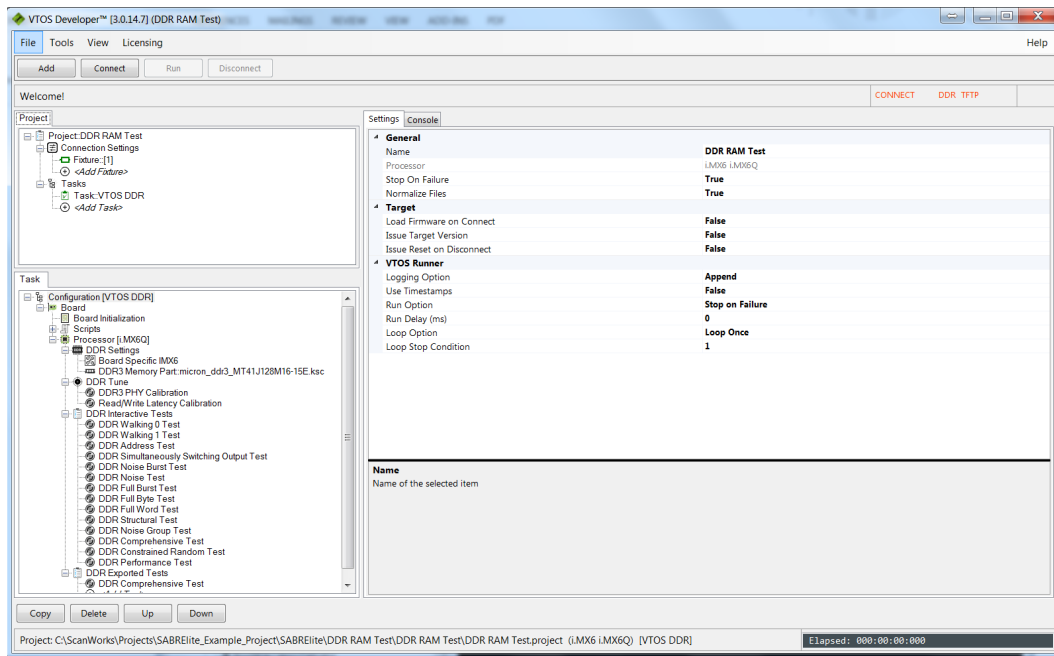 VTOS Developer™ [3.0.14.7] (DDR RAM Test)
MAILINGS REVIEW VIEW ADD-INS PDF
File Tools View Licensing Help
Add Connect Run Disconnect
Welcome! CONNECT DDR TFTP
Project
Project::DDR RAM Test
Connection Settings
Fixture::[1]
<Add Fixture>
Tasks
Task::VTOS DDR
<Add Task>
Task
Configuration [VTOS DDR]
Board
Board Initialization
Scripts
Processor [i.MX6Q]
DDR Settings
Board Specific IMX6
DDR3 Memory Part:micron_ddr3_MT41J128M16-15E.ksc
DDR Tune
DDR3 PHY Calibration
Read/Write Latency Calibration
DDR Interactive Tests
DDR Walking 0 Test
DDR Walking 1 Test
DDR Address Test
DDR Simultaneously Switching Output Test
DDR Noise Burst Test
DDR Noise Test
DDR Full Burst Test
DDR Full Byte Test
DDR Full Word Test
DDR Structural Test
DDR Noise Group Test
DDR Comprehensive Test
DDR Constrained Random Test
DDR Performance Test
DDR Exported Tests
DDR Comprehensive Test
Settings Console
General
Name DDR RAM Test
Processor i.MX6 i.MX6Q
Stop On Failure True
Normalize Files True
Target
Load Firmware on Connect False
Issue Target Version False
Issue Reset on Disconnect False
VTOS Runner
Logging Option Append
Use Timestamps False
Run Option Stop on Failure
Run Delay (ms) 0
Loop Option Loop Once
Loop Stop Condition 1
Name
Name of the selected item
Copy Delete Up Down
Project: C:\ScanWorks\Projects\SABRElite_Example_Project\SABRElite\DDR RAM Test\DDR RAM Test\DDR RAM Test.project (i.MX6 i.MX6Q) [VTOS DDR] Elapsed: 000:00:00:000